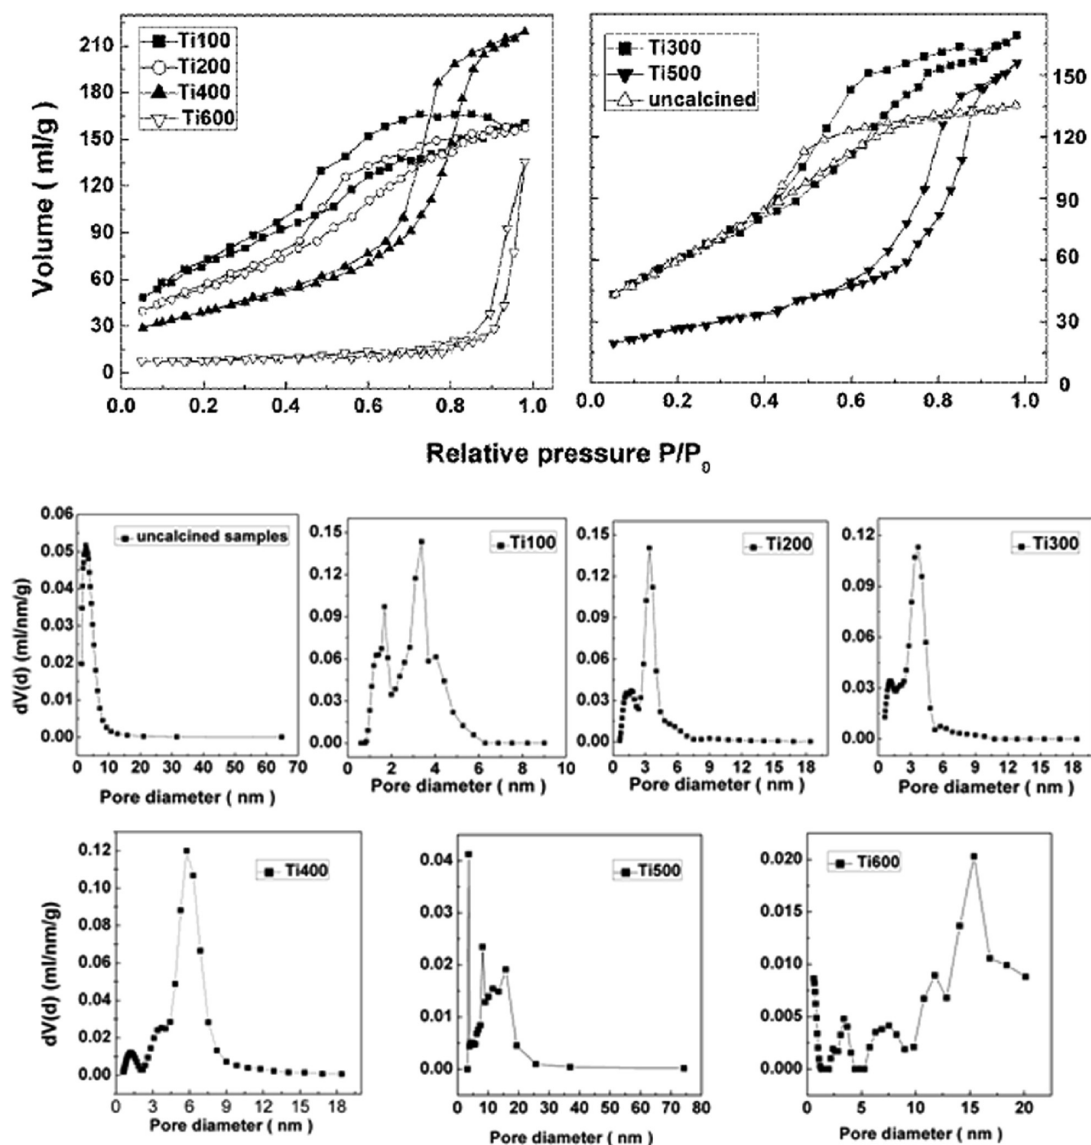 Ti100
Ti200
Ti400
Ti600
210
180
150
120
90
60
30
0
Volume ( ml/g)
0.0 0.2 0.4 0.6 0.8 1.0
Ti300
Ti500
uncalcined
150
120
90
60
30
0
0.0 0.2 0.4 0.6 0.8 1.0
Relative pressure P/P0
uncalcined samples
0.06
0.05
0.04
0.03
0.02
0.01
0.00
dV(d) (ml/nm/g)
0 10 20 30 40 50 60 70
Pore diameter ( nm )
Ti100
0.15
0.12
0.09
0.06
0.03
0.00
0 2 4 6 8 10
Pore diameter ( nm )
Ti200
0.15
0.12
0.09
0.06
0.03
0.00
0 3 6 9 12 15 18
Pore diameter ( nm )
Ti300
0.12
0.09
0.06
0.03
0.00
0 3 6 9 12 15 18
Pore diameter ( nm )
Ti400
0.12
0.10
0.08
0.06
0.04
0.02
0.00
dV(d) (ml/nm/g)
0 3 6 9 12 15 18
Pore diameter ( nm )
Ti500
0.04
0.03
0.02
0.01
0.00
0 10 20 30 40 50 60 70 80
Pore diameter ( nm )
Ti600
0.020
0.015
0.010
0.005
0.000
0 5 10 15 20
Pore diameter ( nm )